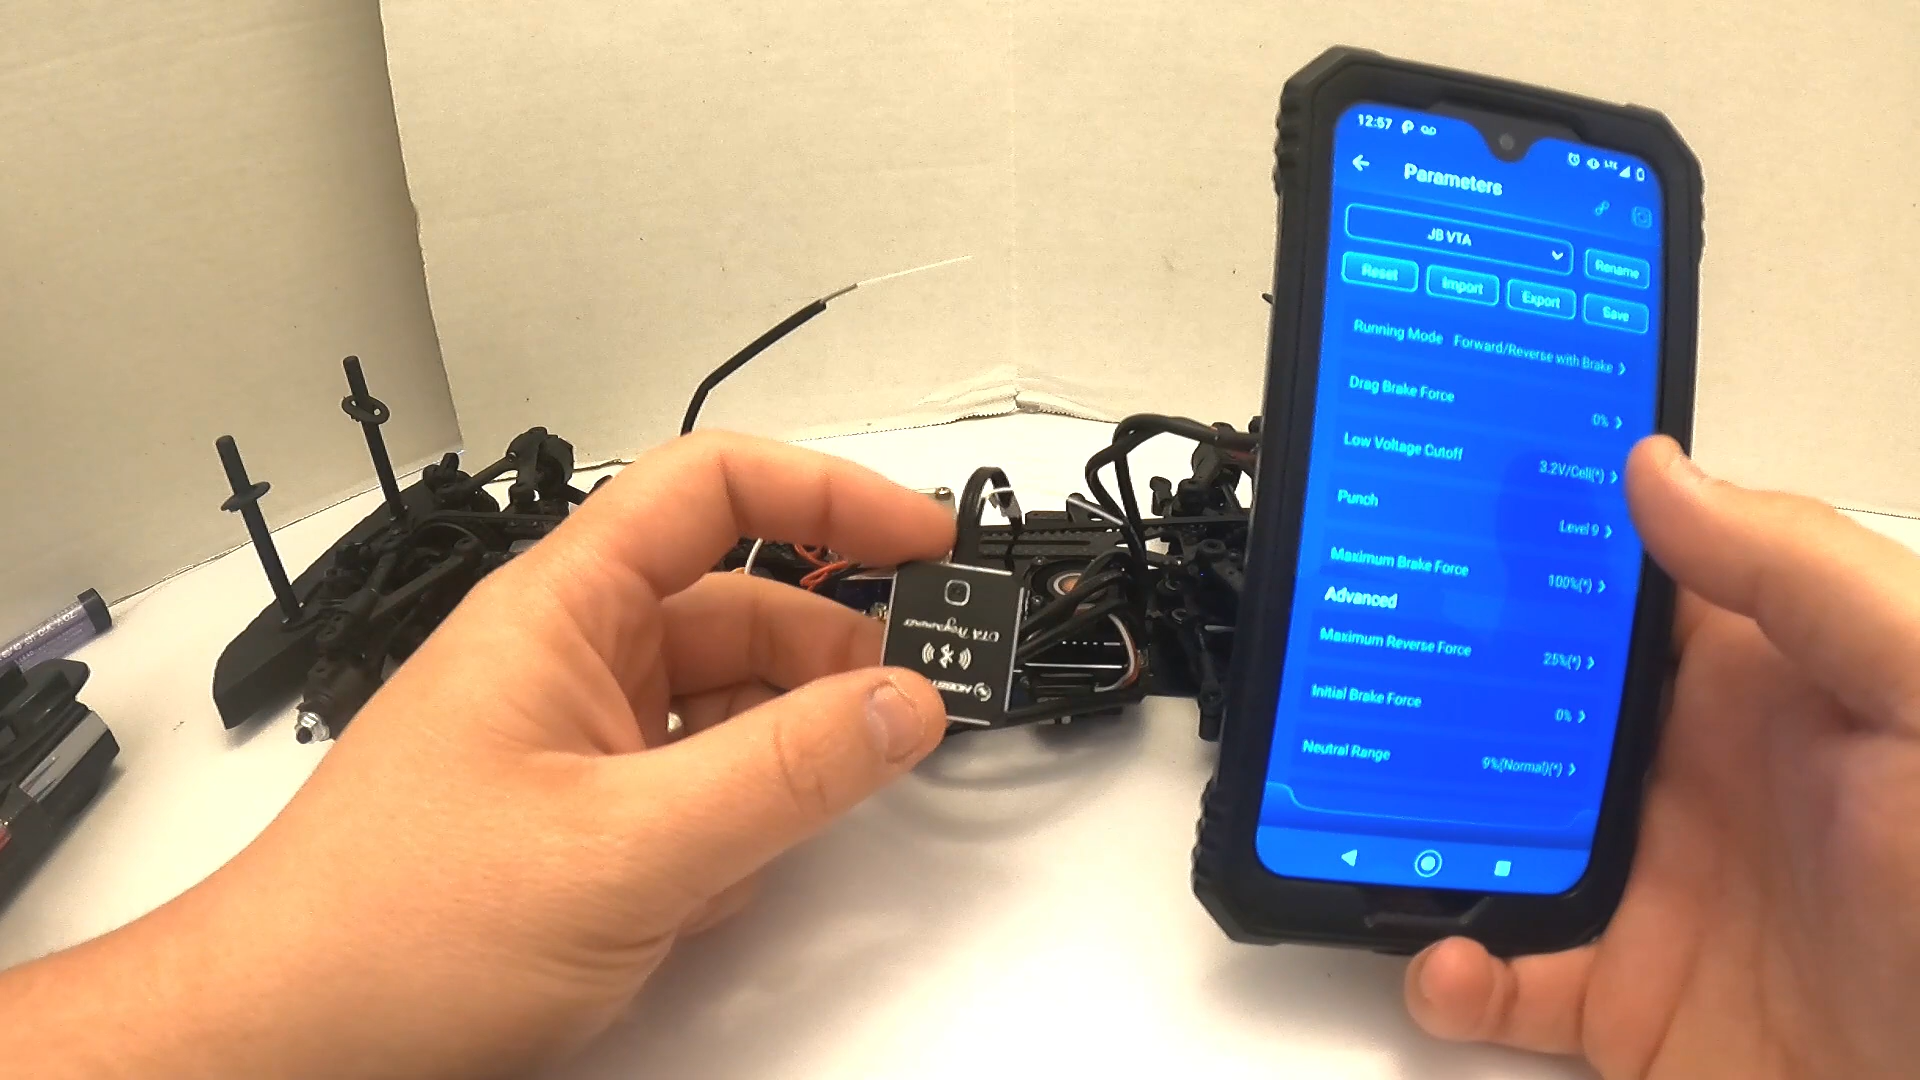 12:57
LTE
Parameters
JB VTA
Rename
Reset
Import
Export
Save
Running Mode Forward/Reverse with Brake
Drag Brake Force
0%
Low Voltage Cutoff
3.2V/Cell(*)
Punch
Level 9
Maximum Brake Force
100%(*)
Advanced
Maximum Reverse Force
25%(*)
Initial Brake Force
0%
Neutral Range
9%(Normal)(*)
OTA Programmer